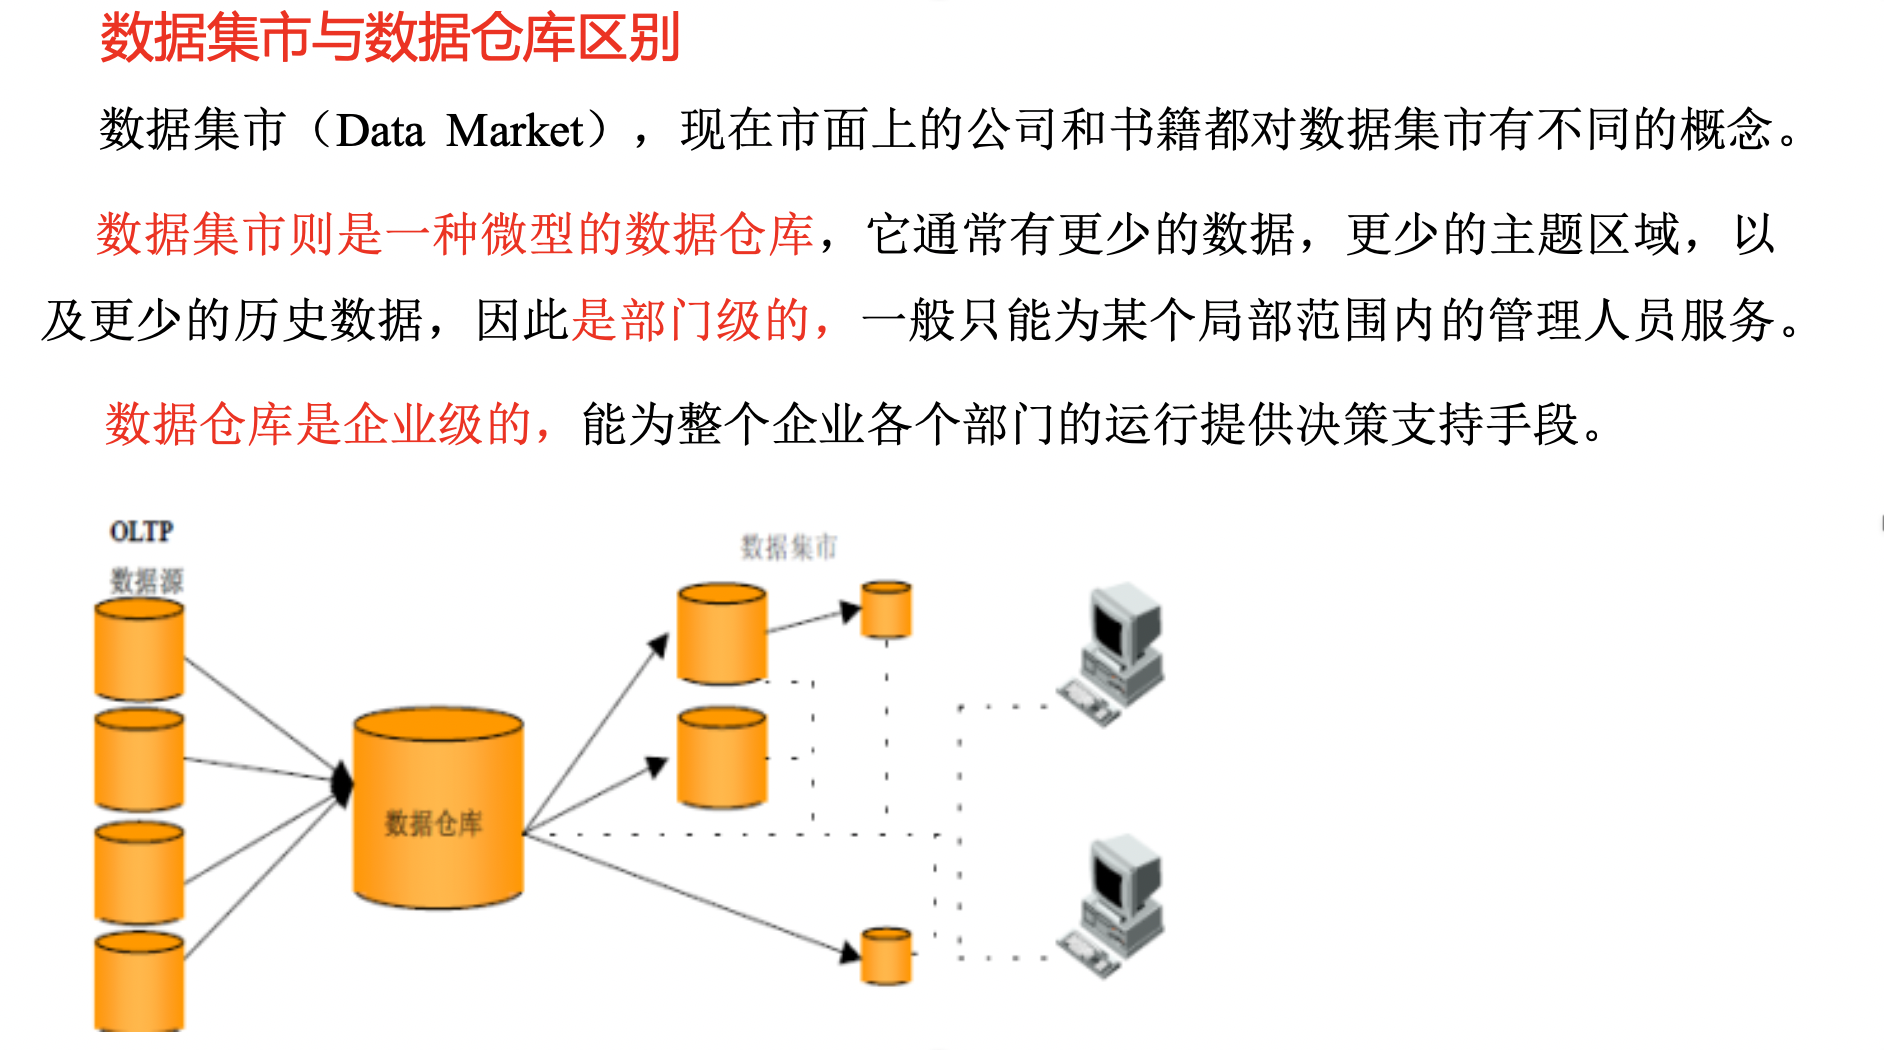 数据集市与数据仓库区别
数据集市（Data Market），现在市面上的公司和书籍都对数据集市有不同的概念。
数据集市则是一种微型的数据仓库，它通常有更少的数据，更少的主题区域，以
及更少的历史数据，因此是部门级的，一般只能为某个局部范围内的管理人员服务。
数据仓库是企业级的，能为整个企业各个部门的运行提供决策支持手段。
OLTP
数据源
数据集市
数据仓库